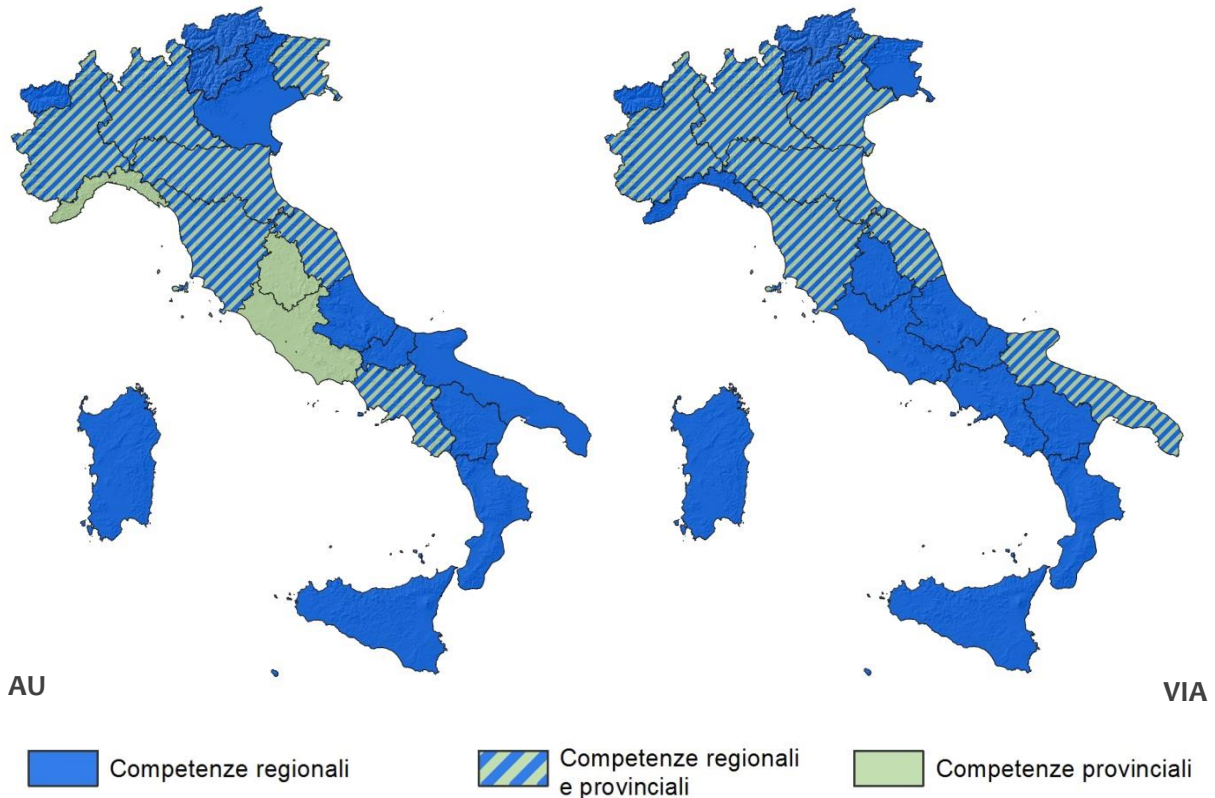 AU
VIA
Competenze regionali
Competenze regionali
e provinciali
Competenze provinciali